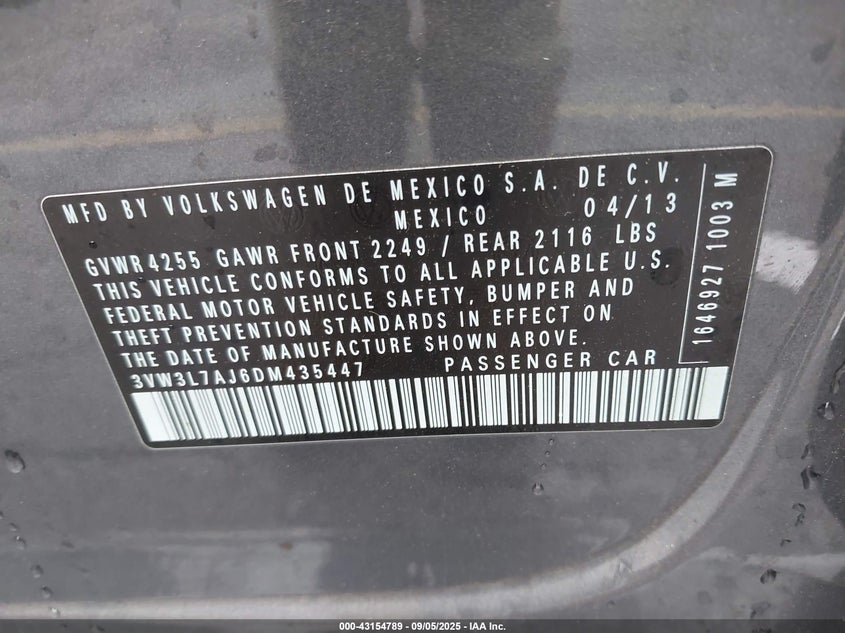 MFD BY VOLKSWAGEN DE MEXICO S.A. DE C.V.
MEXICO 04/13
GVWR 4255 GAWR FRONT 2249 / REAR 2116 LBS
THIS VEHICLE CONFORMS TO ALL APPLICABLE U.S.
FEDERAL MOTOR VEHICLE SAFETY, BUMPER AND
THEFT PREVENTION STANDARDS IN EFFECT ON
THE DATE OF MANUFACTURE SHOWN ABOVE.
3VW3L7AJ6DM435447 PASSENGER CAR
1646927 1003 M
000-43154789 - 09/05/2025 - IAA Inc.